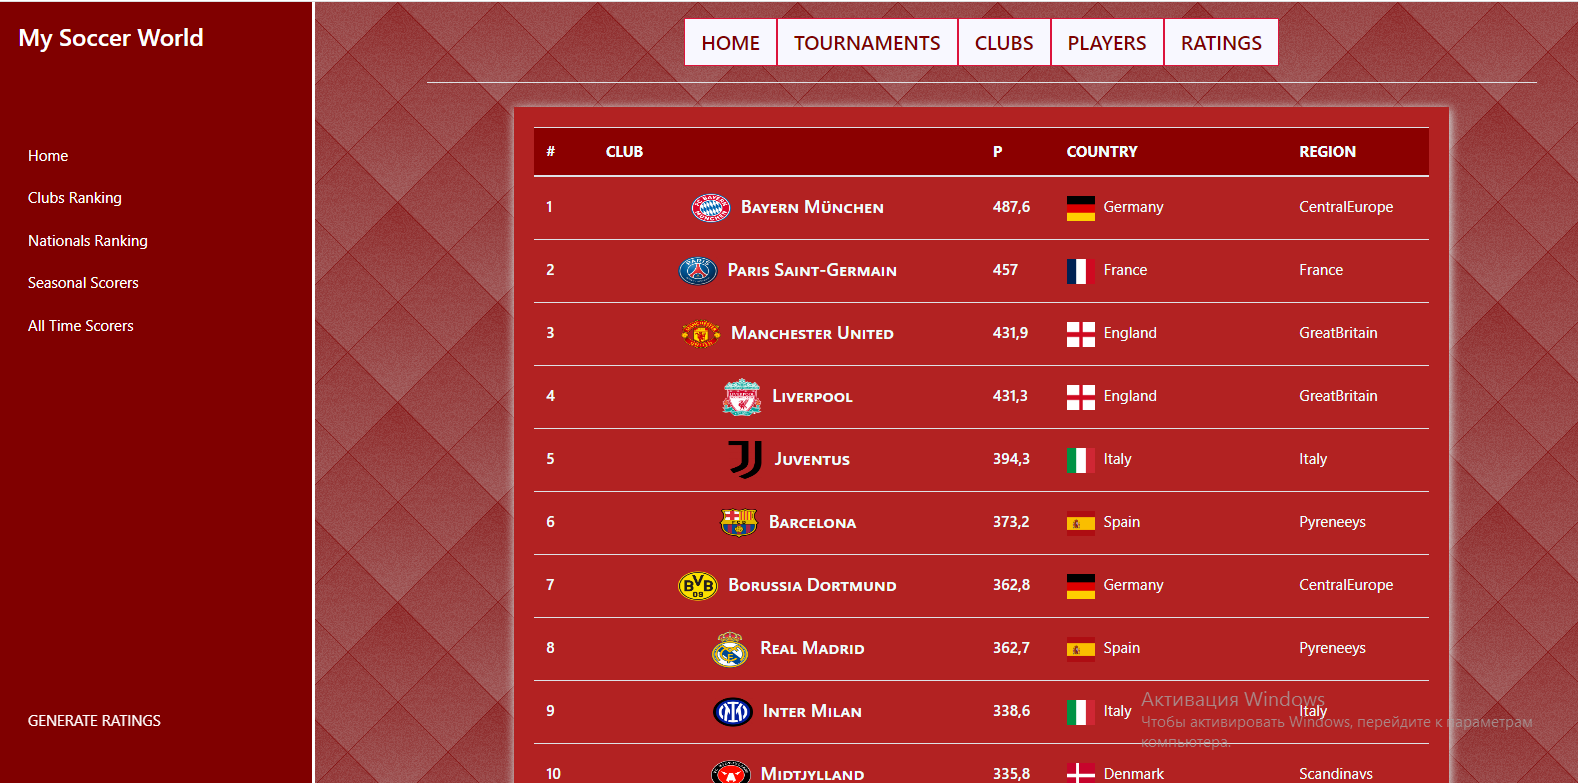 My Soccer World
HOME TOURNAMENTS CLUBS PLAYERS RATINGS
Home
Clubs Ranking
Nationals Ranking
Seasonal Scorers
All Time Scorers
GENERATE RATINGS
# CLUB P COUNTRY REGION
1 Bayern München 487,6 Germany CentralEurope
2 Paris Saint-Germain 457 France France
3 Manchester United 431,9 England GreatBritain
4 Liverpool 431,3 England GreatBritain
5 Juventus 394,3 Italy Italy
6 Barcelona 373,2 Spain Pyreneeys
7 Borussia Dortmund 362,8 Germany CentralEurope
8 Real Madrid 362,7 Spain Pyreneeys
9 Inter Milan 338,6 Italy Italy
10 Midtjylland 335,8 Denmark Scandinavs
Активация Windows
Чтобы активировать Windows, перейдите к параметрам
компьютера.